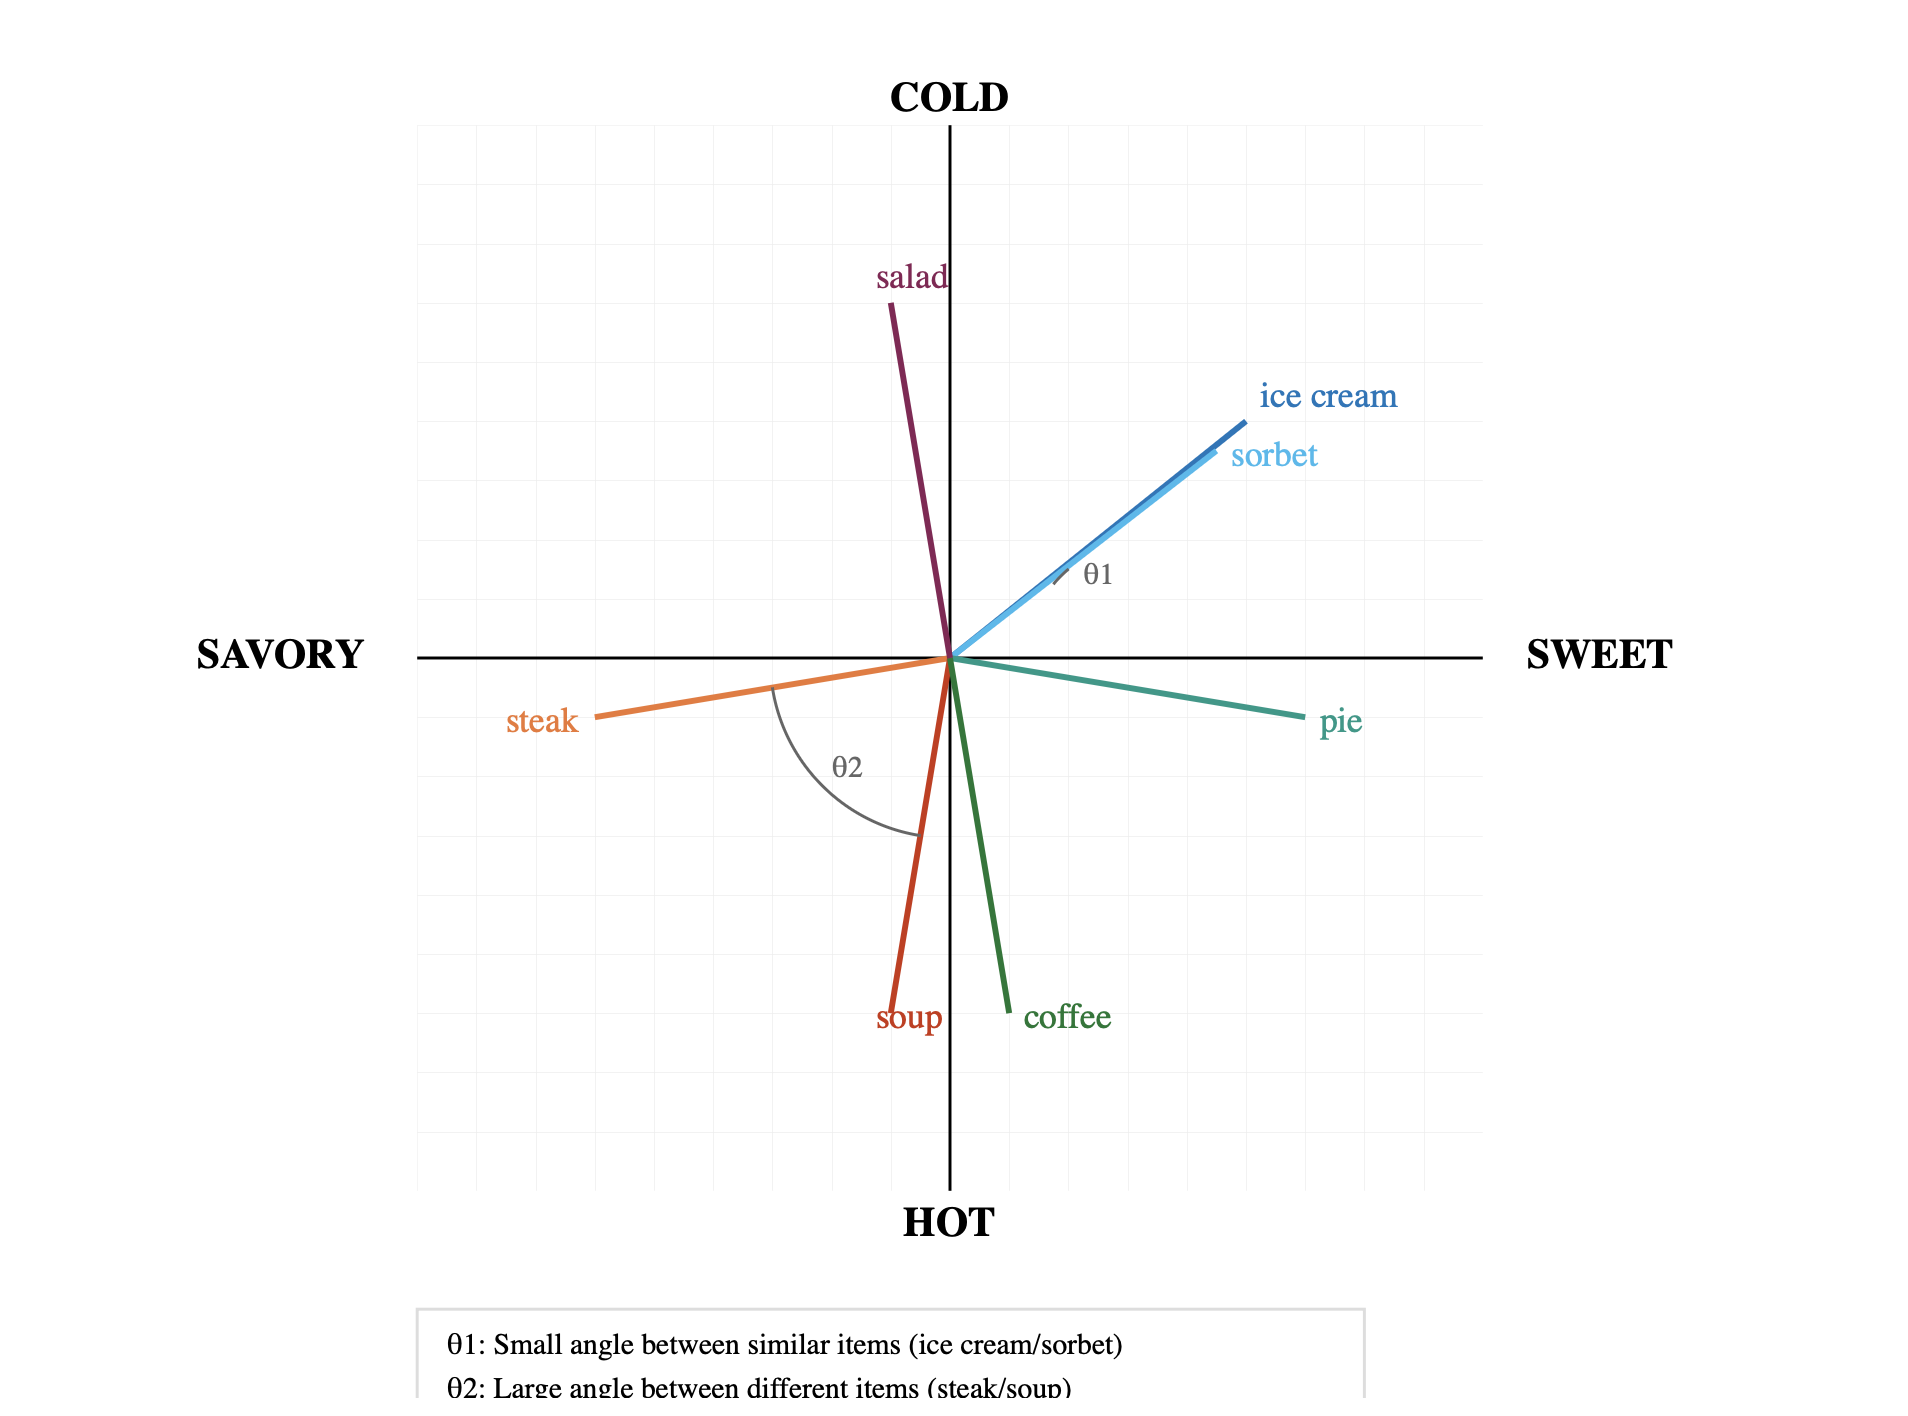 COLD
salad
ice cream
sorbet
θ1
SAVORY
SWEET
steak
pie
θ2
soup
coffee
HOT
θ1: Small angle between similar items (ice cream/sorbet)
θ2: Large angle between different items (steak/soup)